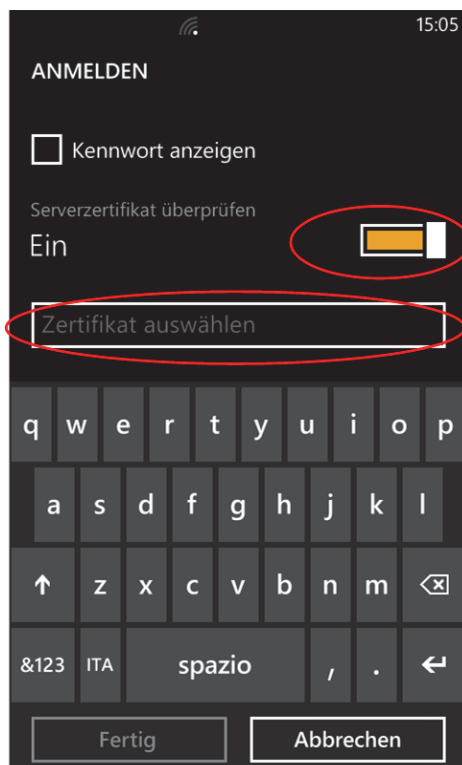 15:05
ANMELDEN
Kennwort anzeigen
Serverzertifikat überprüfen
Ein
Zertifikat auswählen
q w e r t y u i o p
a s d f g h j k l
z x c v b n m
&123 ITA spazio , .
Fertig Abbrechen